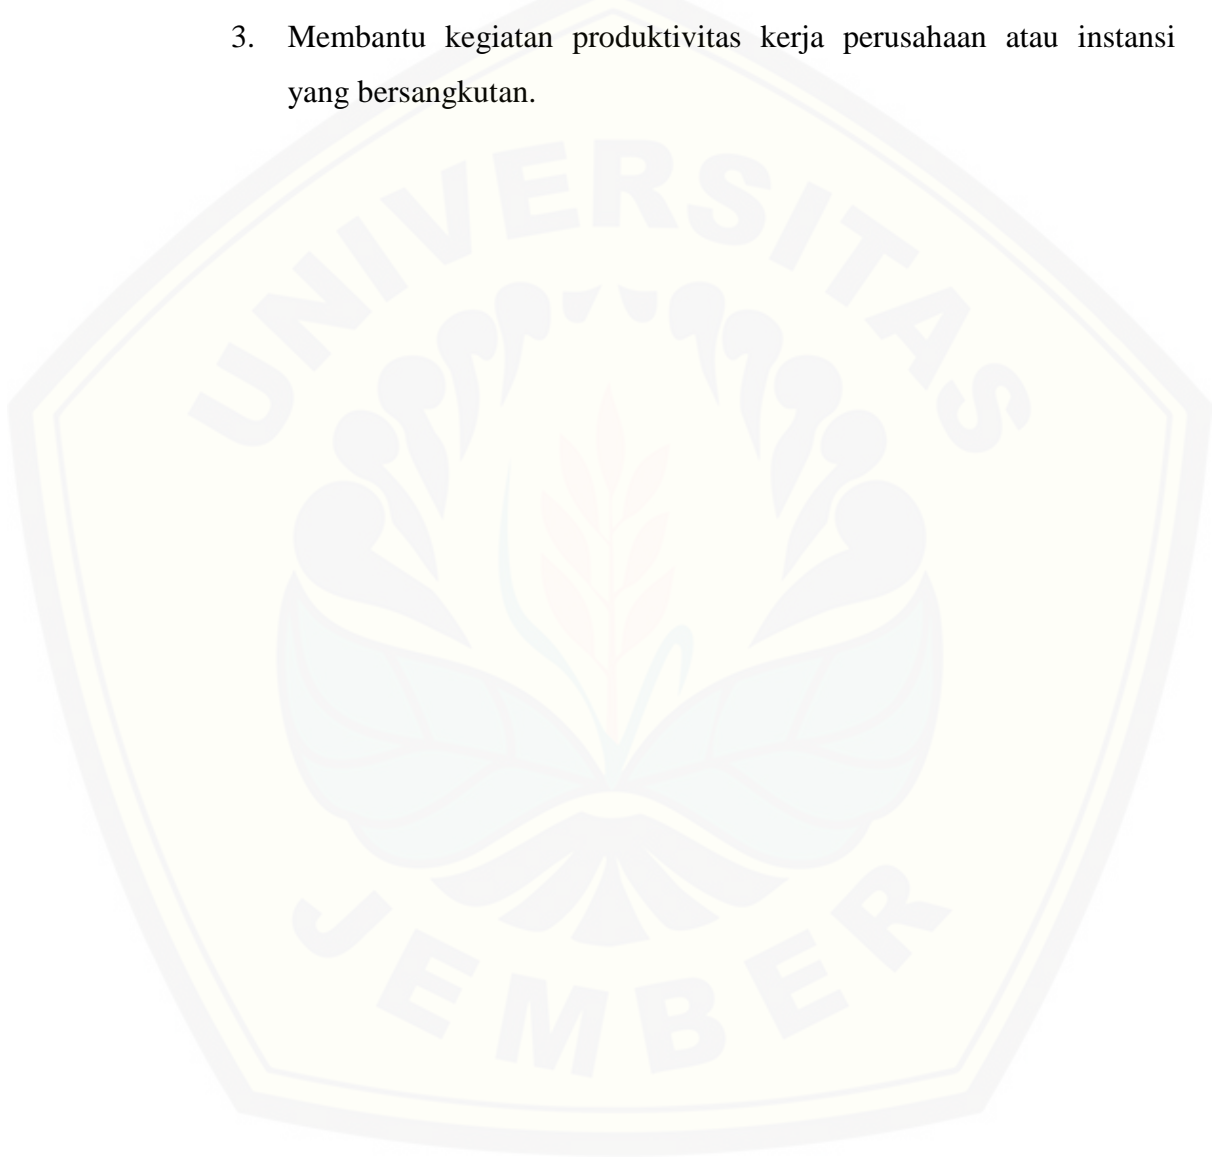 3. Membantu kegiatan produktivitas kerja perusahaan atau instansi
yang bersangkutan.
UNIVERSITAS
JEMBER